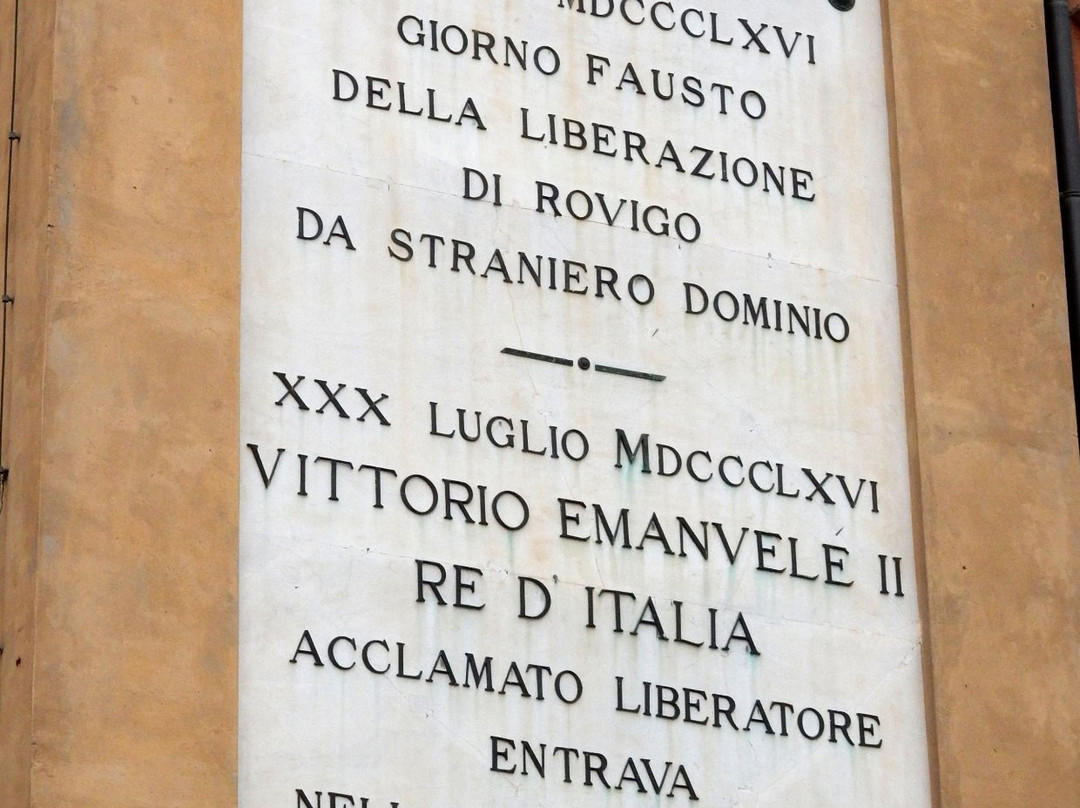 MDCCCLXVI
GIORNO FAUSTO
DELLA LIBERAZIONE
DI ROVIGO
DA STRANIERO DOMINIO
XXX LUGLIO MDCCCLXVI
VITTORIO EMANVELE II
RE D'ITALIA
ACCLAMATO LIBERATORE
ENTRAVA